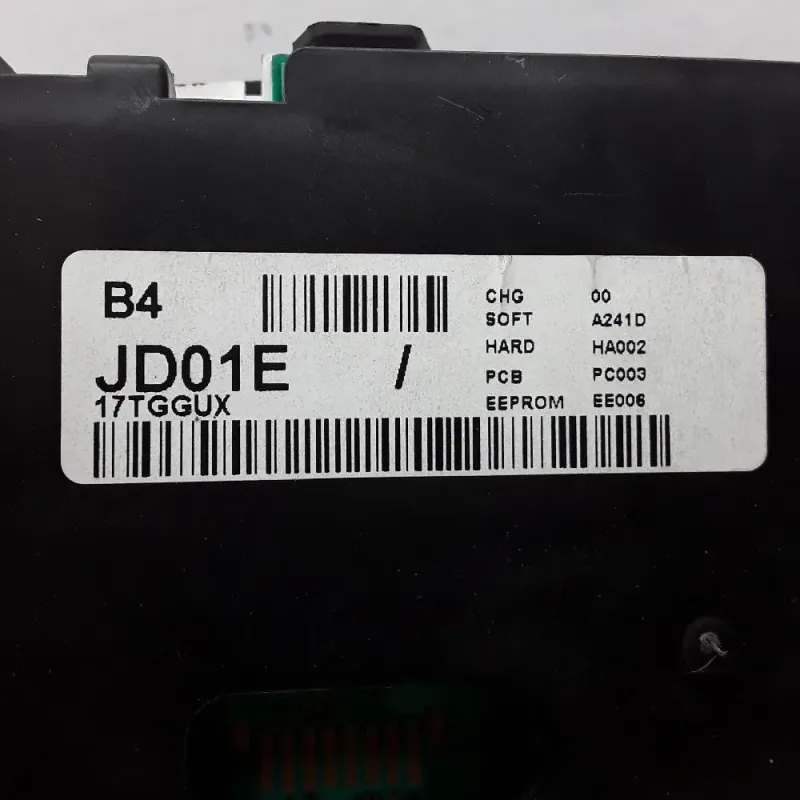 B4
JD01E /
17TGGUX
CHG 00
SOFT A241D
HARD HA002
PCB PC003
EEPROM EE006